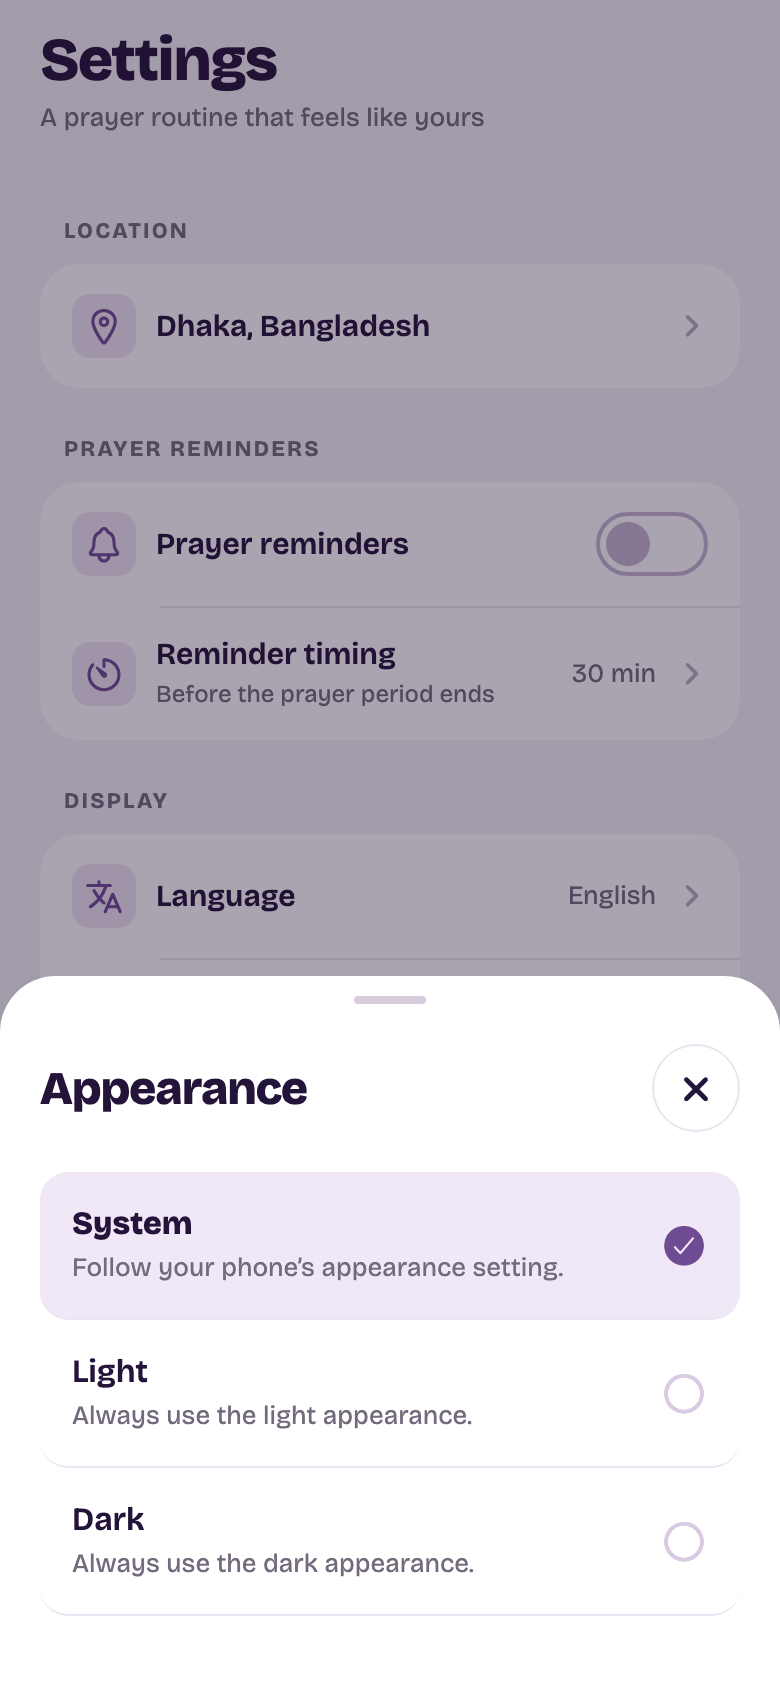 Settings
A prayer routine that feels like yours
LOCATION
Dhaka, Bangladesh
PRAYER REMINDERS
Prayer reminders
Reminder timing
Before the prayer period ends
30 min
DISPLAY
Language
English
Appearance
System
Follow your phone’s appearance setting.
Light
Always use the light appearance.
Dark
Always use the dark appearance.